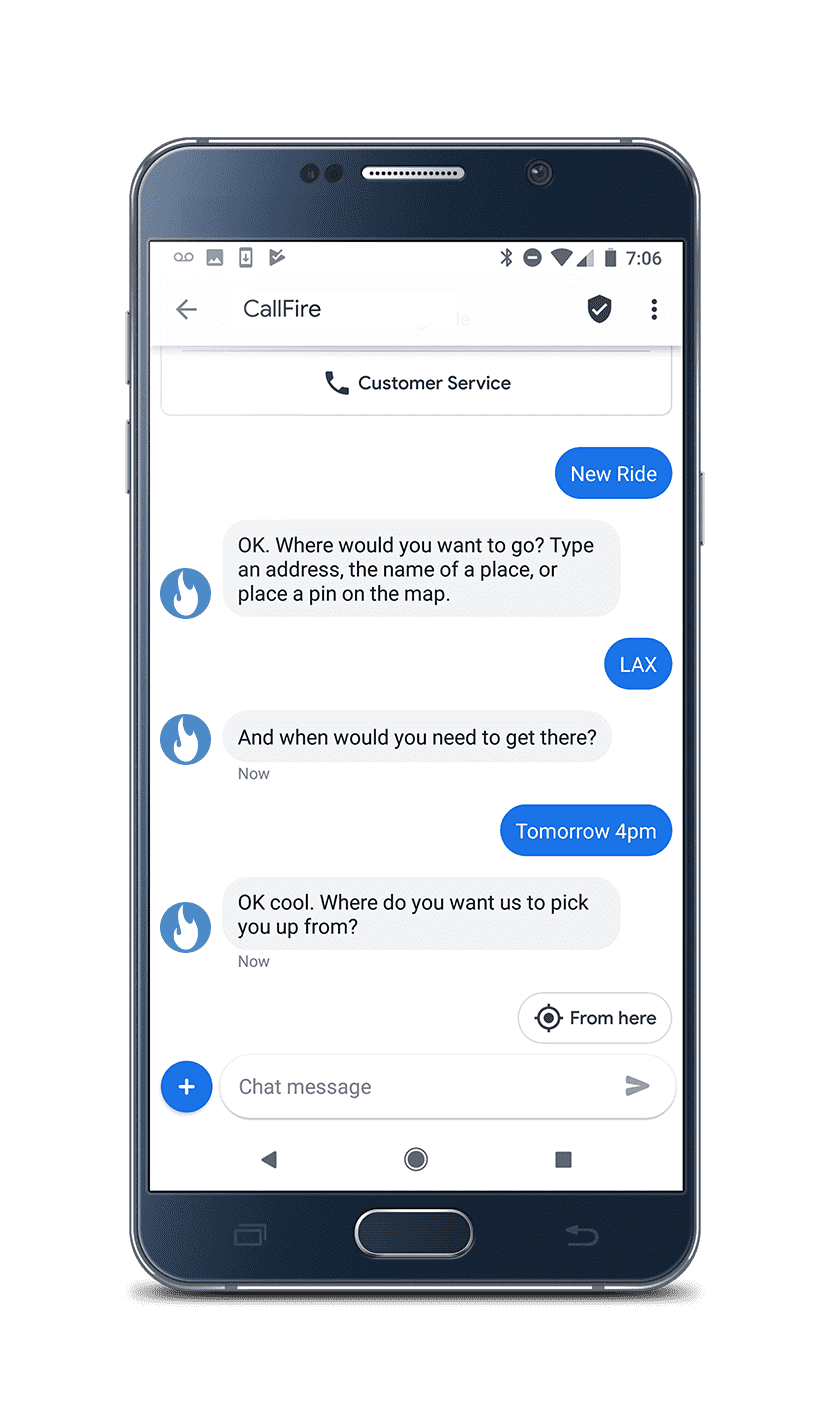 7:06
CallFire
Customer Service
New Ride
OK. Where would you want to go? Type
an address, the name of a place, or
place a pin on the map.
LAX
And when would you need to get there?
Now
Tomorrow 4pm
OK cool. Where do you want us to pick
you up from?
Now
From here
Chat message